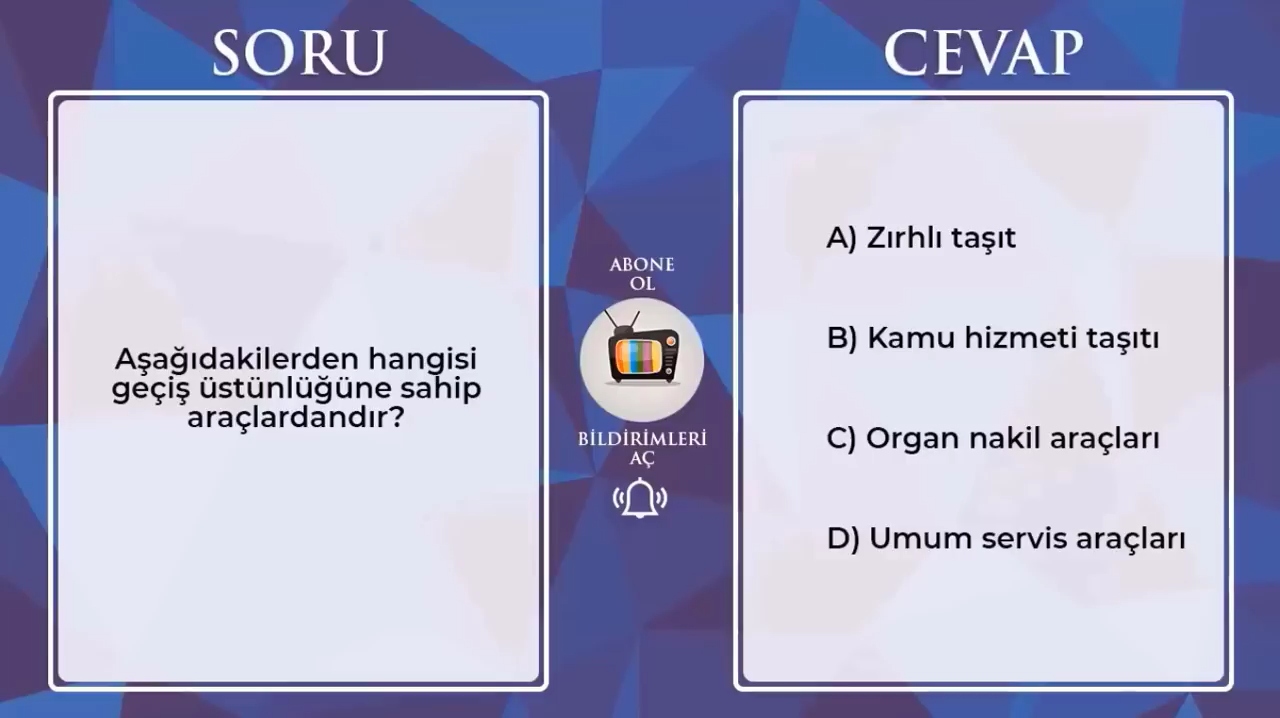 SORU
Aşağıdakilerden hangisi
geçiş üstünlüğüne sahip
araçlardandır?
ABONE
OL
BİLDİRİMLERİ
AÇ
CEVAP
A) Zırhlı taşıt
B) Kamu hizmeti taşıtı
C) Organ nakil araçları
D) Umum servis araçları